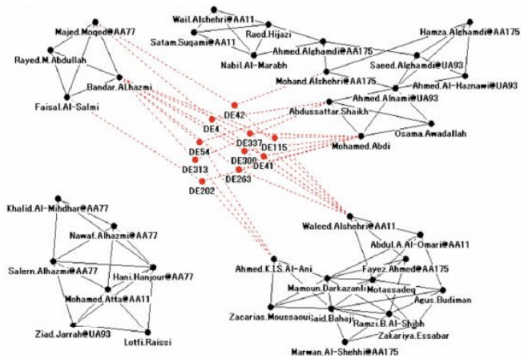 Majed.Moqed@AA77
Rayed.M.Abdullah
Bandar.Alhazmi
Faisal.Al-Salmi
Wail.Alshehri@AA11
Satam.Suqami@AA11
Raed.Hijazi
Nabil.Al-Marabh
Ahmed.Alghamdi@AA175
Hamza.Alghamdi@AA175
Saeed.Alghamdi@UA93
Mohand.Alshehri@AA175
Ahmed.Al-Haznawi@UA93
Ahmed.Alnami@UA93
Abdussattar.Shaikh
Osama.Awadallah
Mohamed.Abdi
DE42
DE4
DE337
DE115
DE54
DE300
DE41
DE313
DE263
DE202
Khalid.Al-Mihdhar@AA77
Nawaf.Alhazmi@AA77
Salem.Alhazmi@AA77
Hani.Hanjour@AA77
Mohamed.Atta@AA11
Ziad.Jarrah@UA93
Lotfi.Raissi
Waleed.Alshehri@AA11
Abdul.A.Al-Omari@AA11
Ahmed.K.I.S.Al-Ani
Fayez.Ahmed@AA175
Mamoun.Darkazanli
Motassadeq
Agus.Budiman
Zacarias.Moussaoui
Said.Bahaji
Ramzi.B.Al-Shibh
Zakariya.Essabar
Marwan.Al-Shehhi@AA175